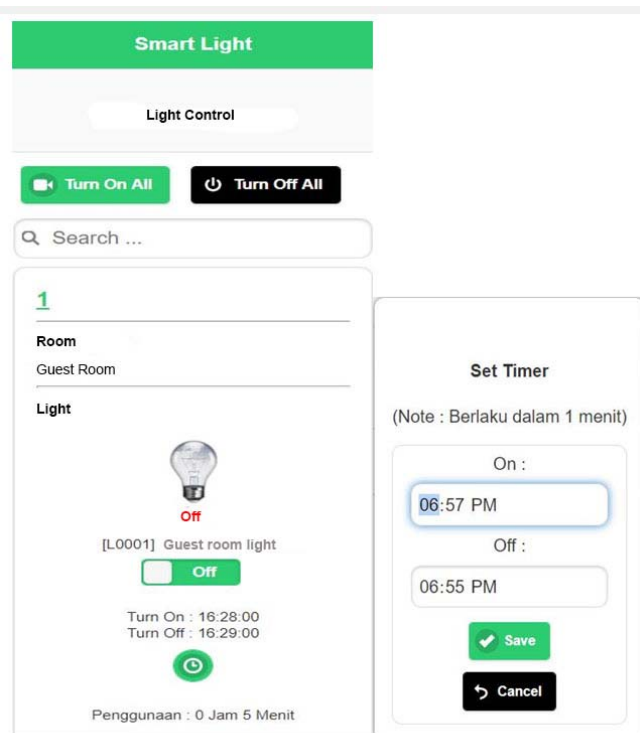 Smart Light
Light Control
Turn On All
Turn Off All
Search ...
1
Room
Guest Room
Light
Off
[L0001] Guest room light
Off
Turn On : 16:28:00
Turn Off : 16:29:00
Penggunaan : 0 Jam 5 Menit
Set Timer
(Note : Berlaku dalam 1 menit)
On :
06:57 PM
Off :
06:55 PM
Save
Cancel